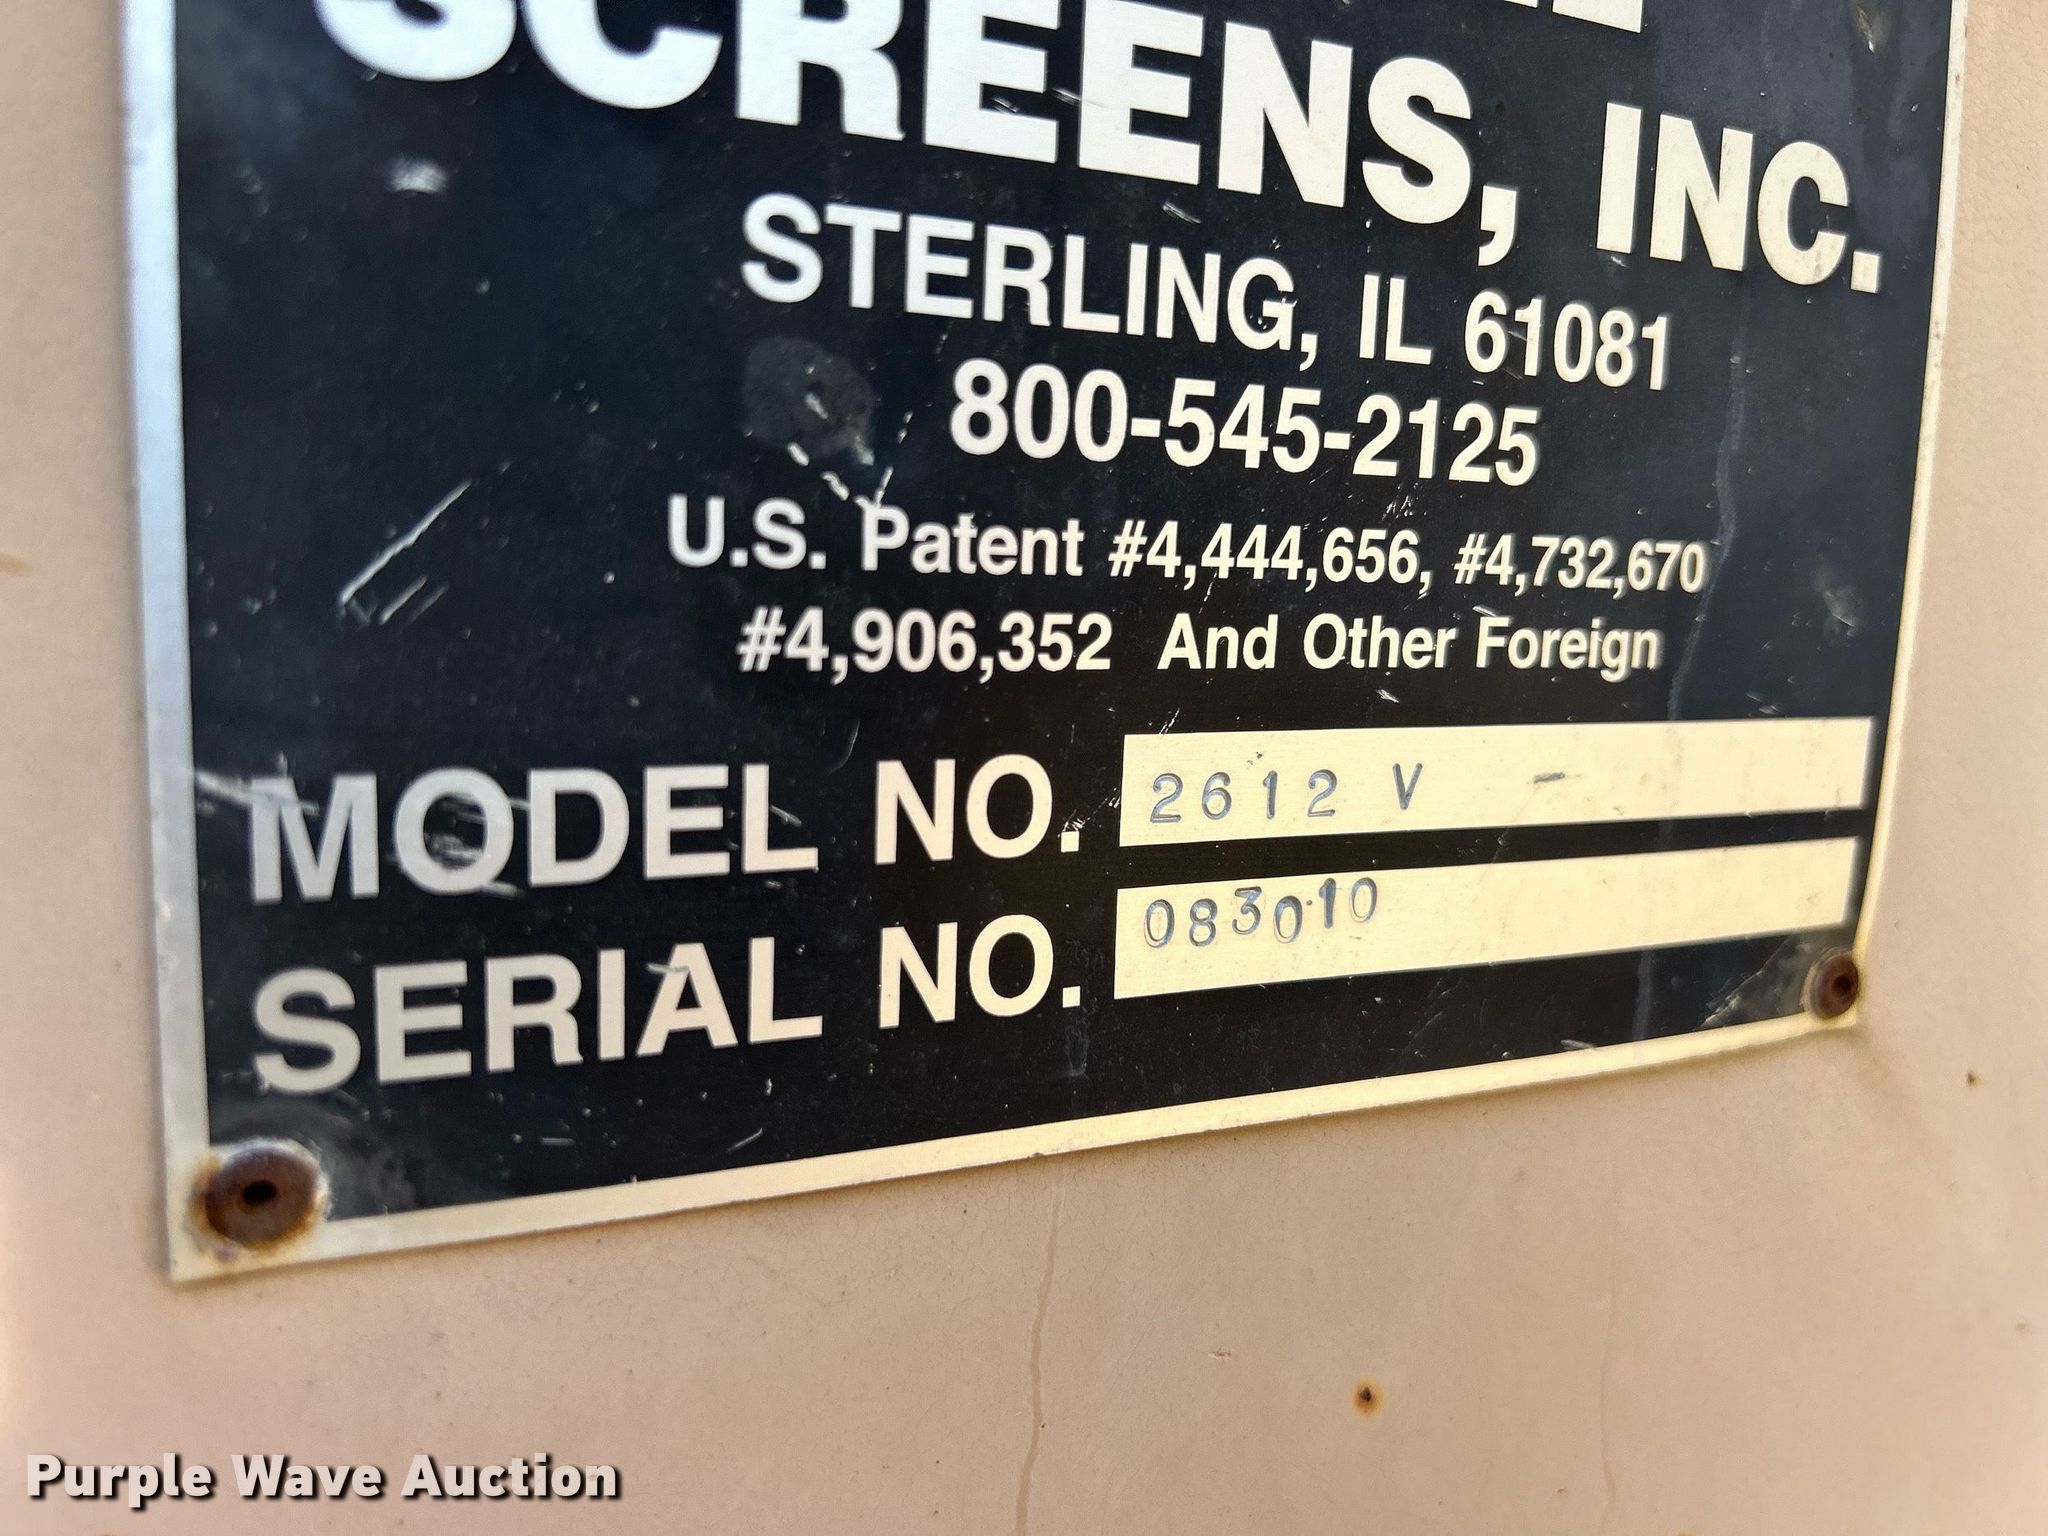 SCREENS, INC.
STERLING, IL 61081
800-545-2125
U.S. Patent #4,444,656, #4,732,670
#4,906,352 And Other Foreign
MODEL NO. 2612 V -
SERIAL NO. 083010
Purple Wave Auction